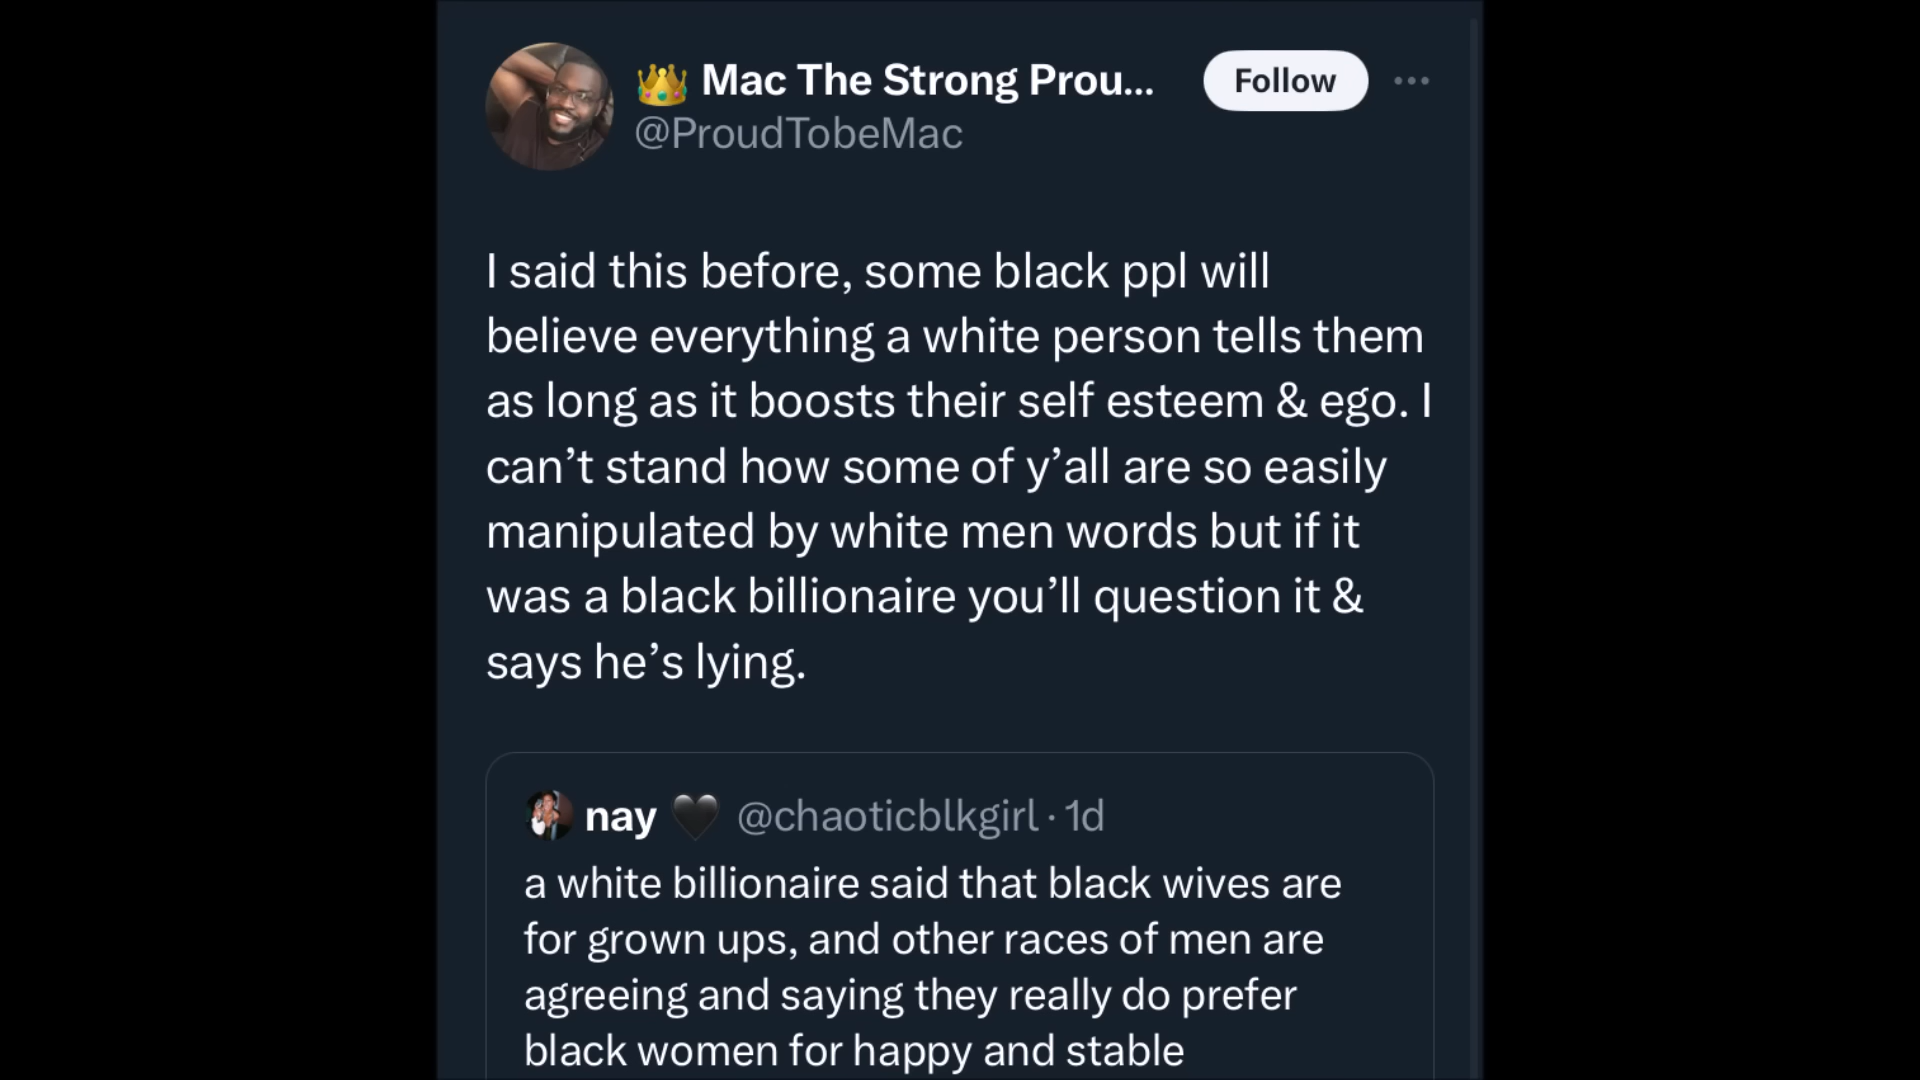 👑 Mac The Strong Prou...
Follow
@ProudTobeMac
I said this before, some black ppl will
believe everything a white person tells them
as long as it boosts their self esteem & ego. I
can’t stand how some of y’all are so easily
manipulated by white men words but if it
was a black billionaire you’ll question it &
says he’s lying.
nay 🖤 @chaoticblkgirl · 1d
a white billionaire said that black wives are
for grown ups, and other races of men are
agreeing and saying they really do prefer
black women for happy and stable